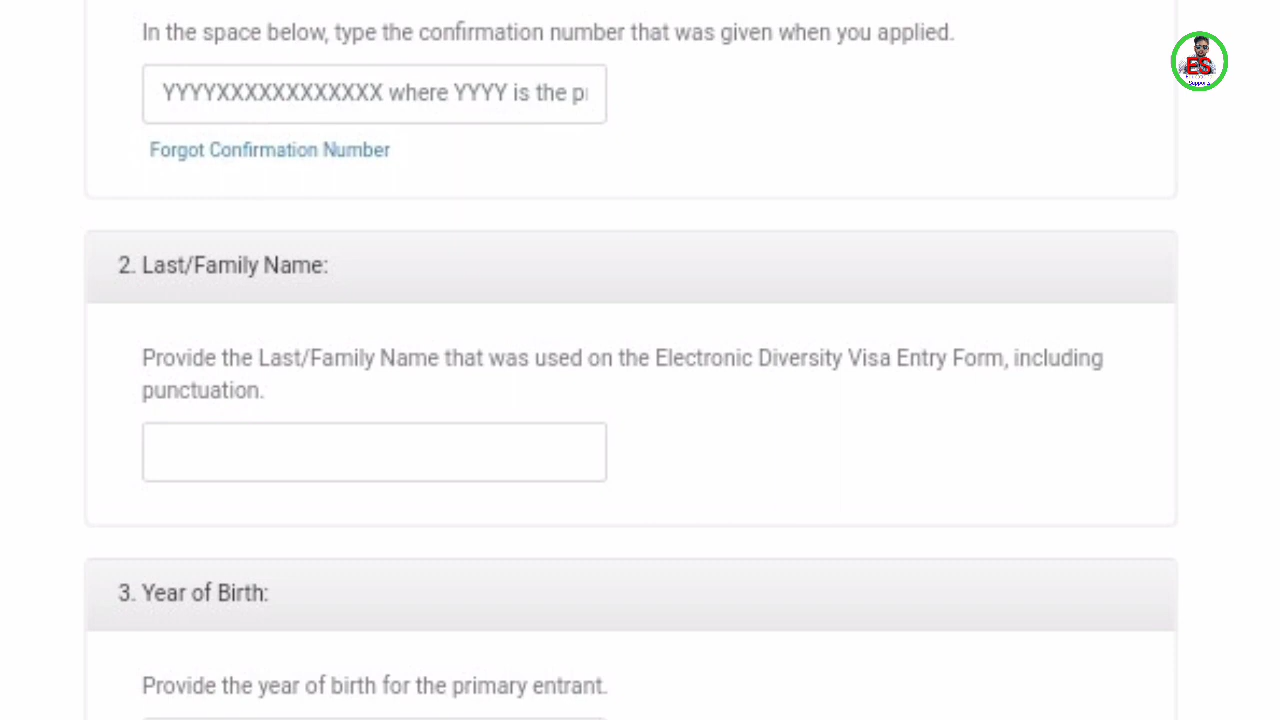 In the space below, type the confirmation number that was given when you applied.
YYYYXXXXXXXXXXXX where YYYY is the p
Forgot Confirmation Number
2. Last/Family Name:
Provide the Last/Family Name that was used on the Electronic Diversity Visa Entry Form, including
punctuation.
3. Year of Birth:
Provide the year of birth for the primary entrant.
ES